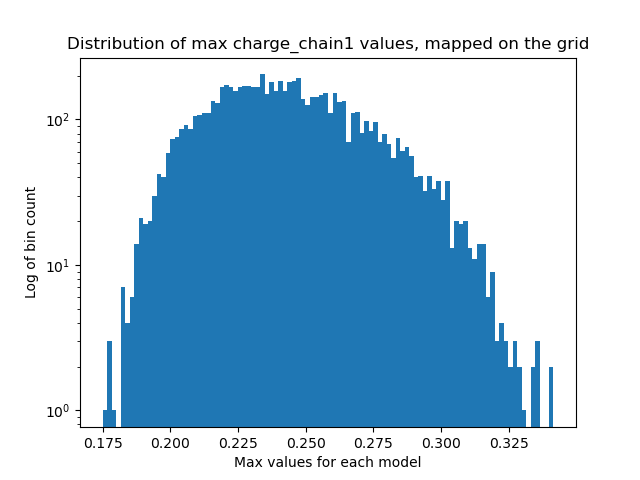 Distribution of max charge_chain1 values, mapped on the grid
Log of bin count
10²
10¹
10⁰
0.175 0.200 0.225 0.250 0.275 0.300 0.325
Max values for each model